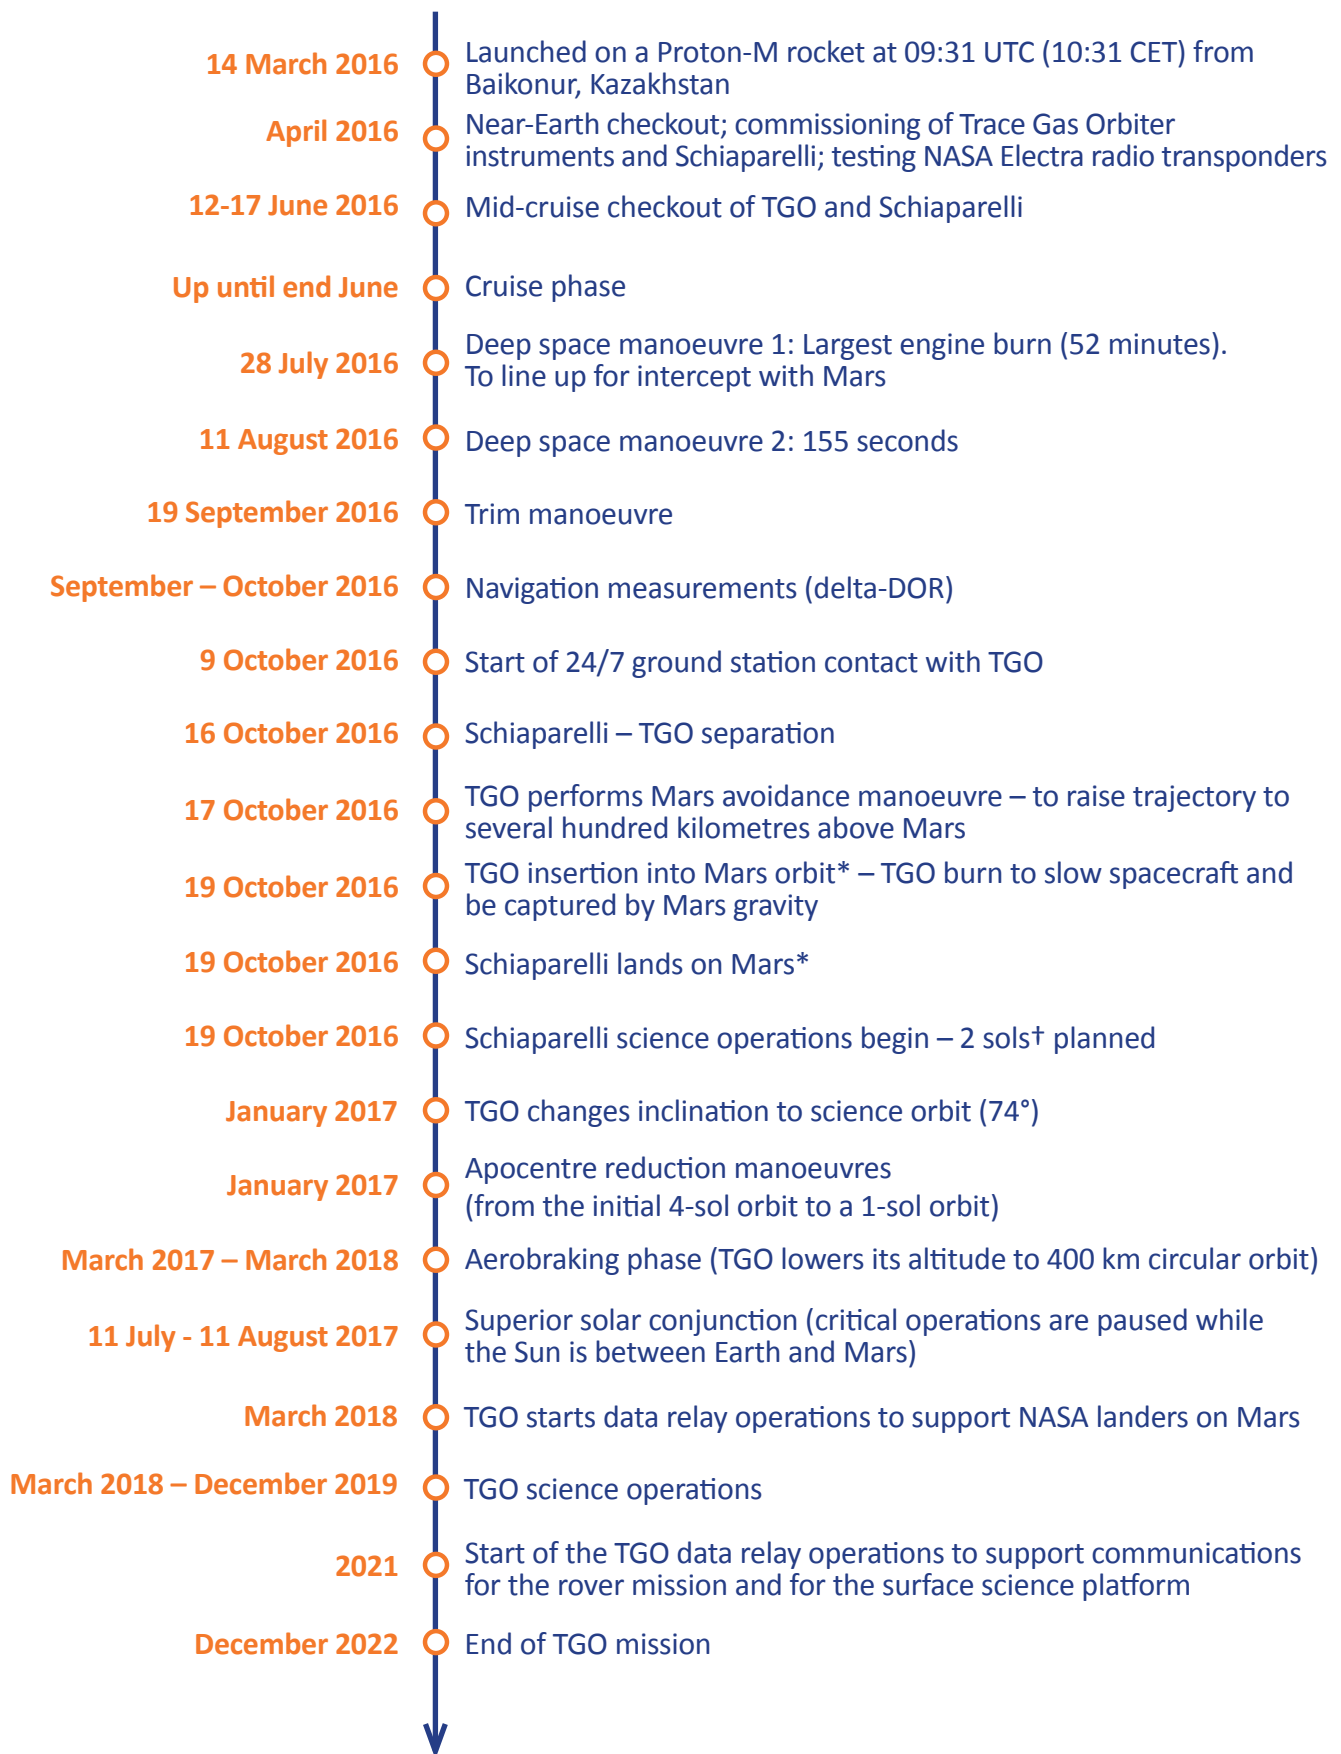 14 March 2016
Launched on a Proton-M rocket at 09:31 UTC (10:31 CET) from
Baikonur, Kazakhstan
April 2016
Near-Earth checkout; commissioning of Trace Gas Orbiter
instruments and Schiaparelli; testing NASA Electra radio transponders
12-17 June 2016
Mid-cruise checkout of TGO and Schiaparelli
Up until end June
Cruise phase
28 July 2016
Deep space manoeuvre 1: Largest engine burn (52 minutes).
To line up for intercept with Mars
11 August 2016
Deep space manoeuvre 2: 155 seconds
19 September 2016
Trim manoeuvre
September – October 2016
Navigation measurements (delta-DOR)
9 October 2016
Start of 24/7 ground station contact with TGO
16 October 2016
Schiaparelli – TGO separation
17 October 2016
TGO performs Mars avoidance manoeuvre – to raise trajectory to
several hundred kilometres above Mars
19 October 2016
TGO insertion into Mars orbit* – TGO burn to slow spacecraft and
be captured by Mars gravity
19 October 2016
Schiaparelli lands on Mars*
19 October 2016
Schiaparelli science operations begin – 2 sols† planned
January 2017
TGO changes inclination to science orbit (74°)
January 2017
Apocentre reduction manoeuvres
(from the initial 4-sol orbit to a 1-sol orbit)
March 2017 – March 2018
Aerobraking phase (TGO lowers its altitude to 400 km circular orbit)
11 July - 11 August 2017
Superior solar conjunction (critical operations are paused while
the Sun is between Earth and Mars)
March 2018
TGO starts data relay operations to support NASA landers on Mars
March 2018 – December 2019
TGO science operations
2021
Start of the TGO data relay operations to support communications
for the rover mission and for the surface science platform
December 2022
End of TGO mission